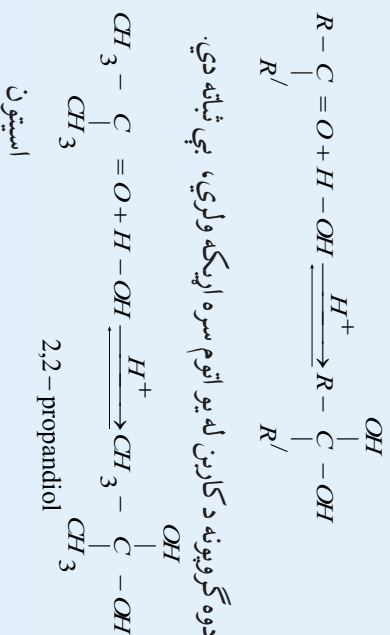 OH
R – C = O + H – OH ⇌ R – C – OH
H+
R/
R/
دوه گروپونه د کاربن له یو اتوم سره اړیکه ولري، بې ثباته دي.
OH
CH3 – C = O + H – OH ⇌ CH3 – C – OH
H+
CH3
CH3
2,2 – propandiol
اسیتون